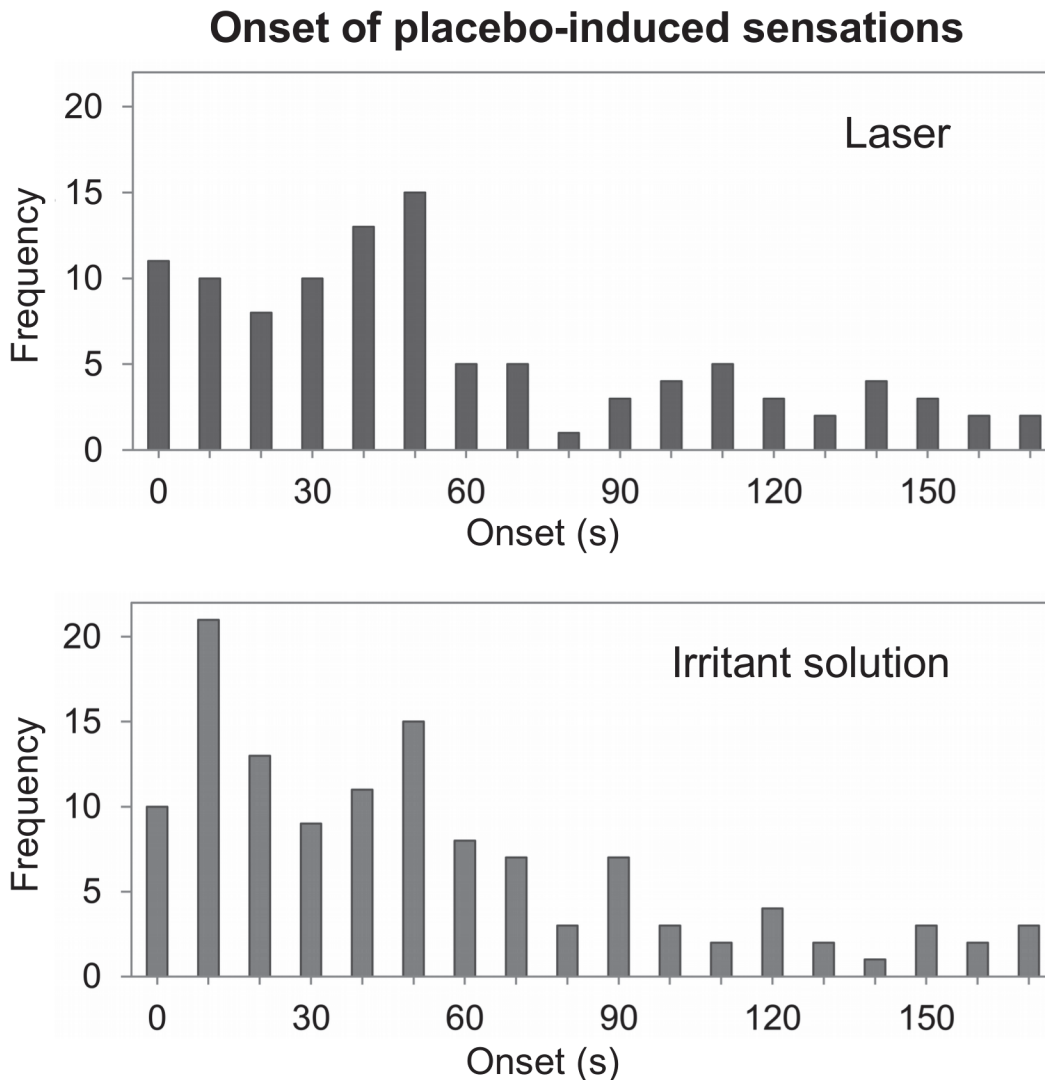 Onset of placebo-induced sensations
Laser
Frequency
20
15
10
5
0
0 30 60 90 120 150
Onset (s)
Irritant solution
Frequency
20
15
10
5
0
0 30 60 90 120 150
Onset (s)